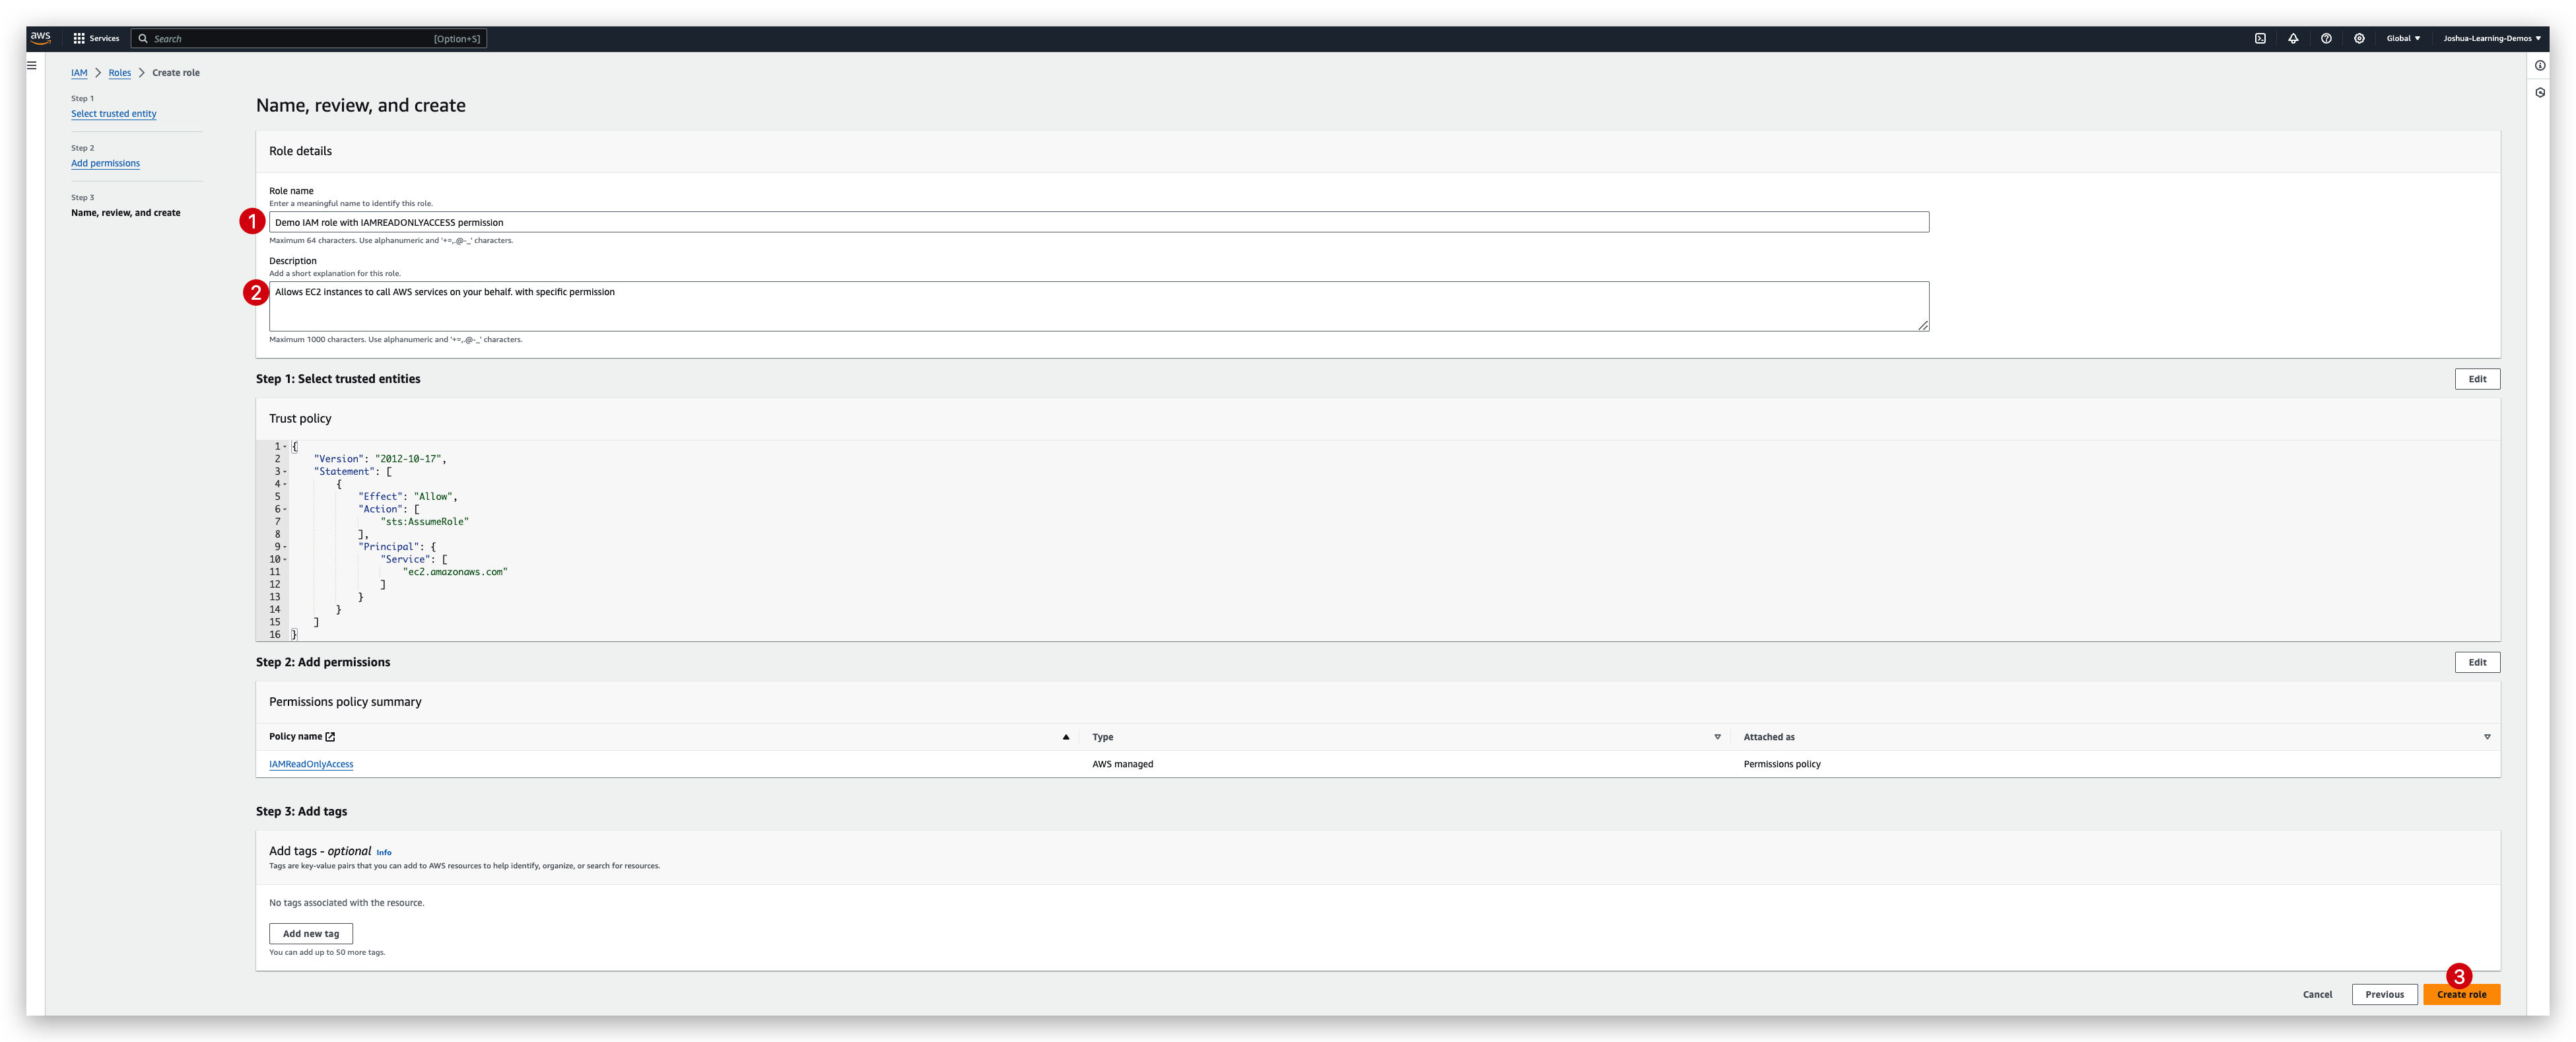 aws
Services
Search
[Option+S]
Global
Joshua-Learning-Demos
IAM
Roles
Create role
Step 1
Select trusted entity
Step 2
Add permissions
Step 3
Name, review, and create
Name, review, and create
Role details
Role name
Enter a meaningful name to identify this role.
1
Demo IAM role with IAMREADONLYACCESS permission
Maximum 64 characters. Use alphanumeric and '+=,.@-_' characters.
Description
Add a short explanation for this role.
2
Allows EC2 instances to call AWS services on your behalf. with specific permission
Maximum 1000 characters. Use alphanumeric and '+=,.@-_' characters.
Step 1: Select trusted entities
Edit
Trust policy
1 {
2 "Version": "2012-10-17",
3 "Statement": [
4 {
5 "Effect": "Allow",
6 "Action": [
7 "sts:AssumeRole"
8 ],
9 "Principal": {
10 "Service": [
11 "ec2.amazonaws.com"
12 ]
13 }
14 }
15 ]
16 }
Step 2: Add permissions
Edit
Permissions policy summary
Policy name
Type
Attached as
IAMReadOnlyAccess
AWS managed
Permissions policy
Step 3: Add tags
Add tags - optional Info
Tags are key-value pairs that you can add to AWS resources to help identify, organize, or search for resources.
No tags associated with the resource.
Add new tag
You can add up to 50 more tags.
3
Cancel
Previous
Create role